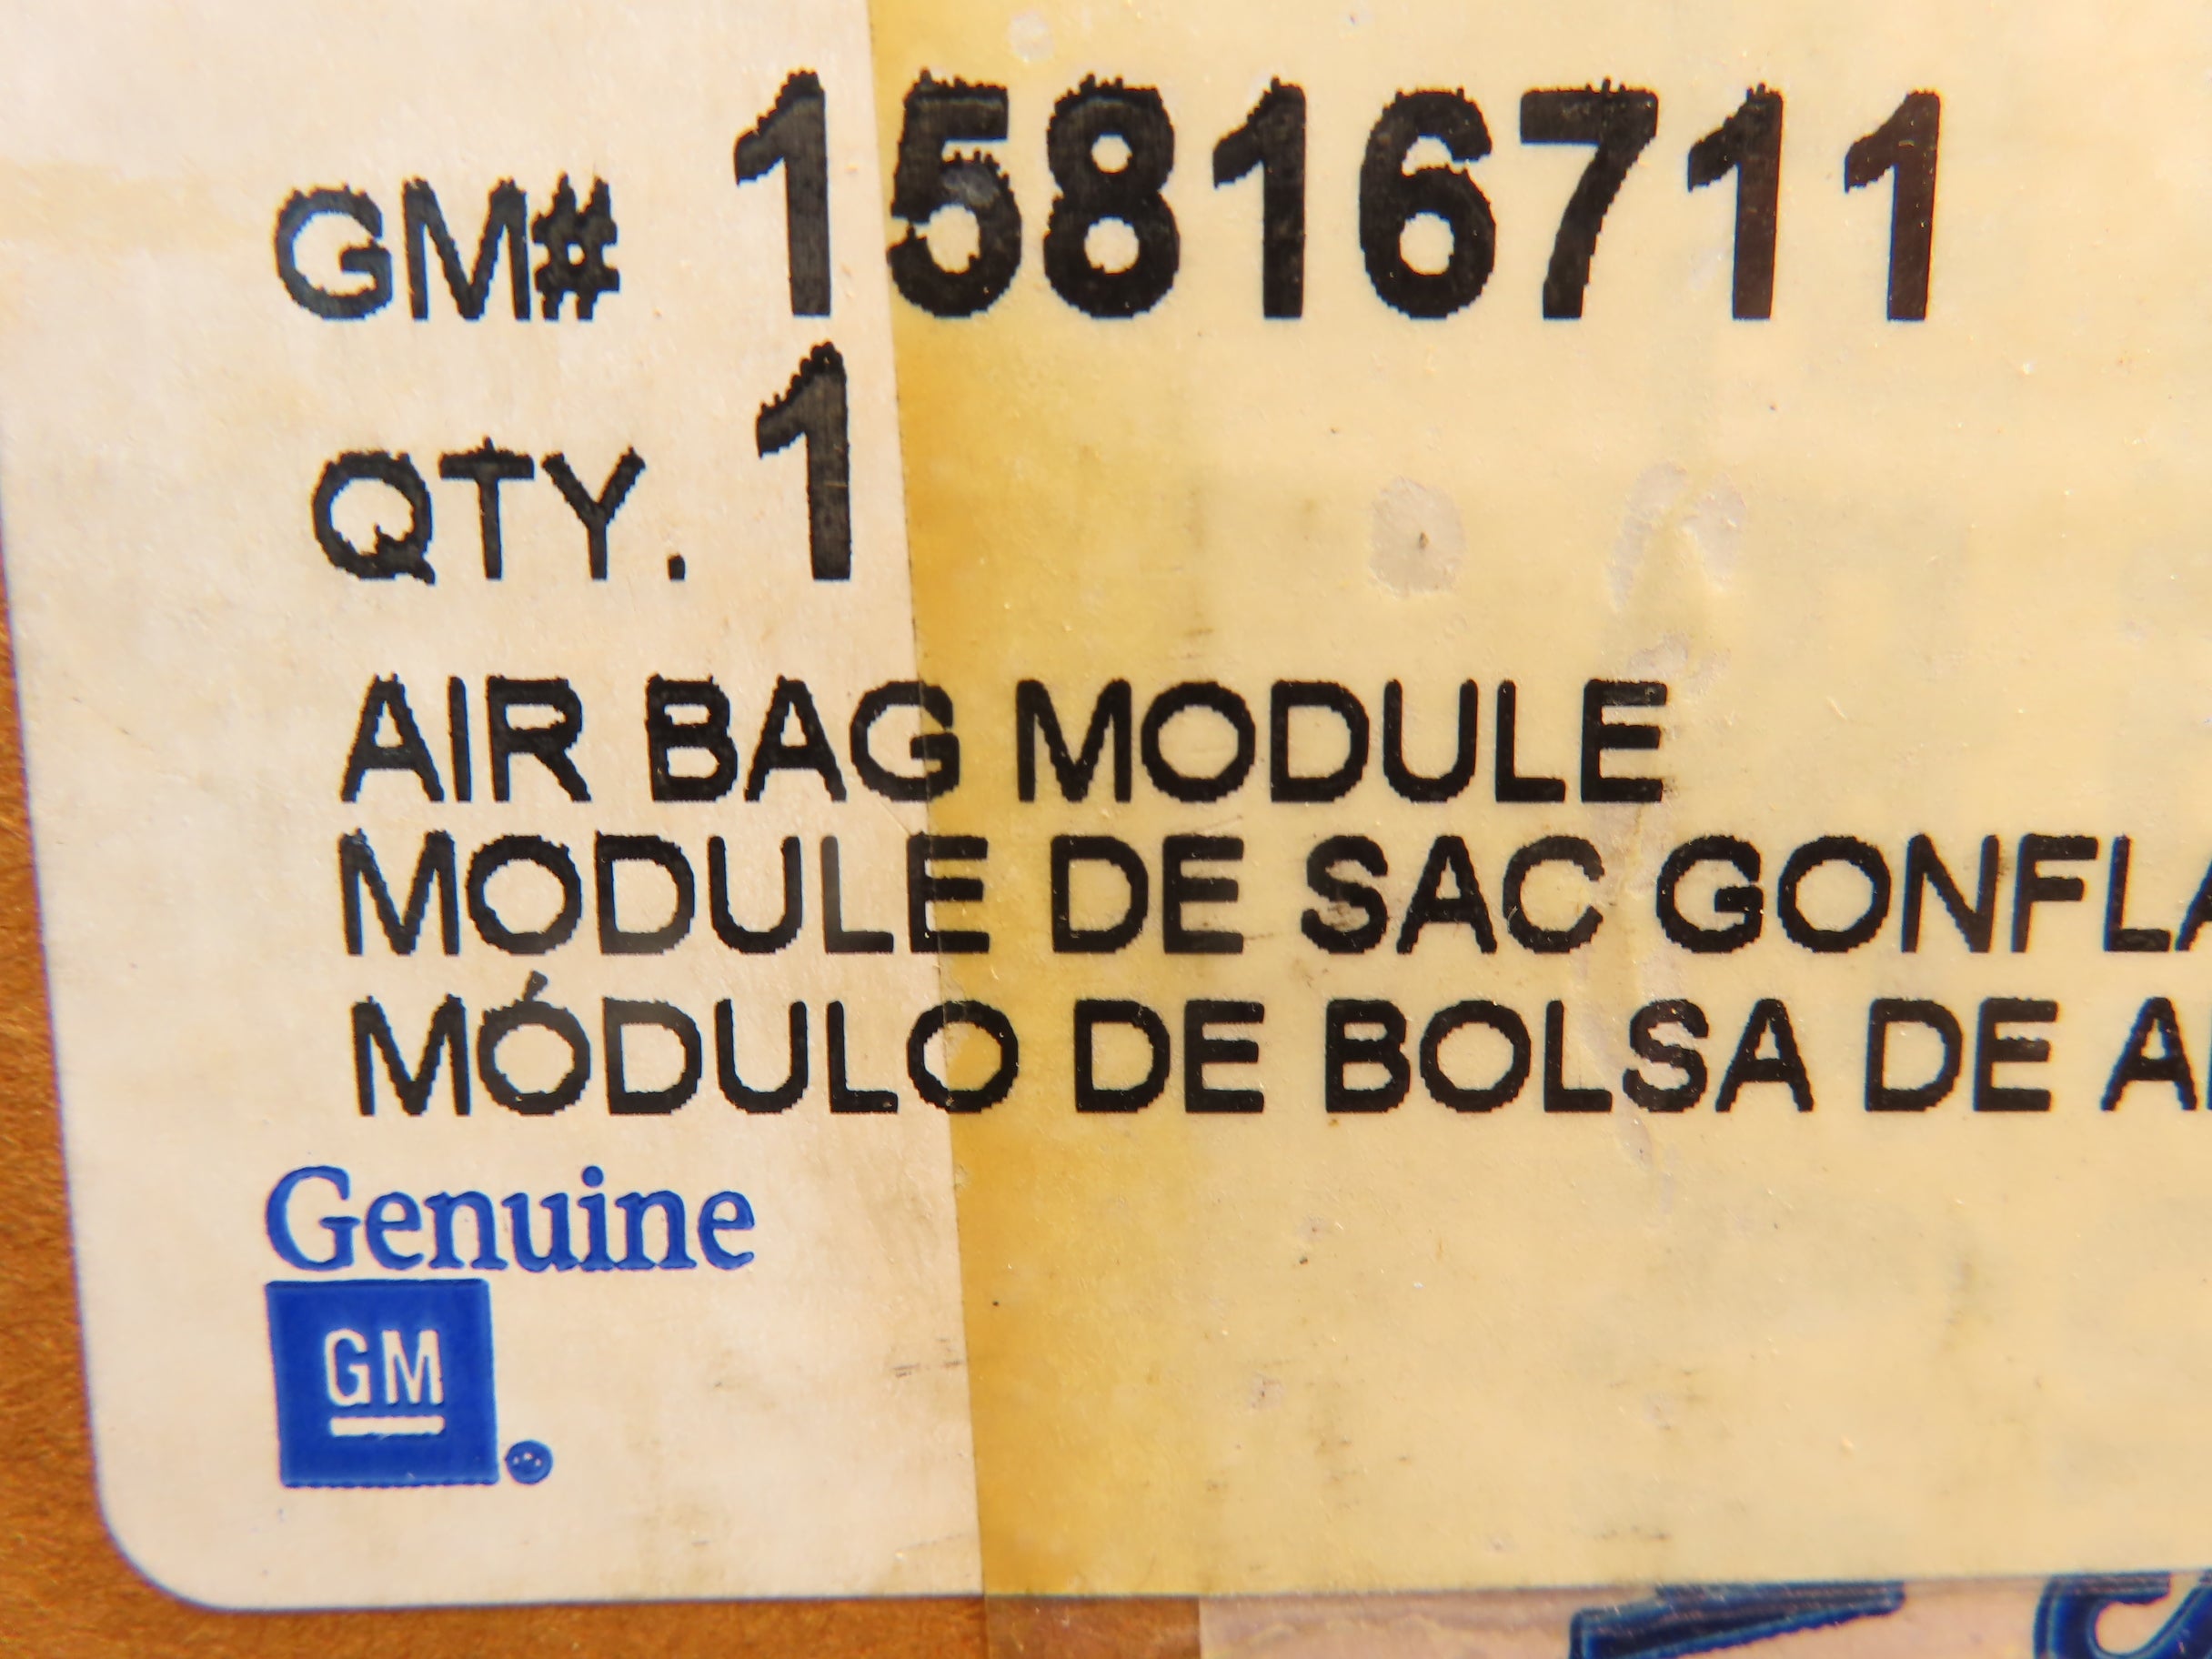 GM# 15816711
QTY. 1
AIR BAG MODULE
MODULE DE SAC GONFLA
MÓDULO DE BOLSA DE
Genuine
GM